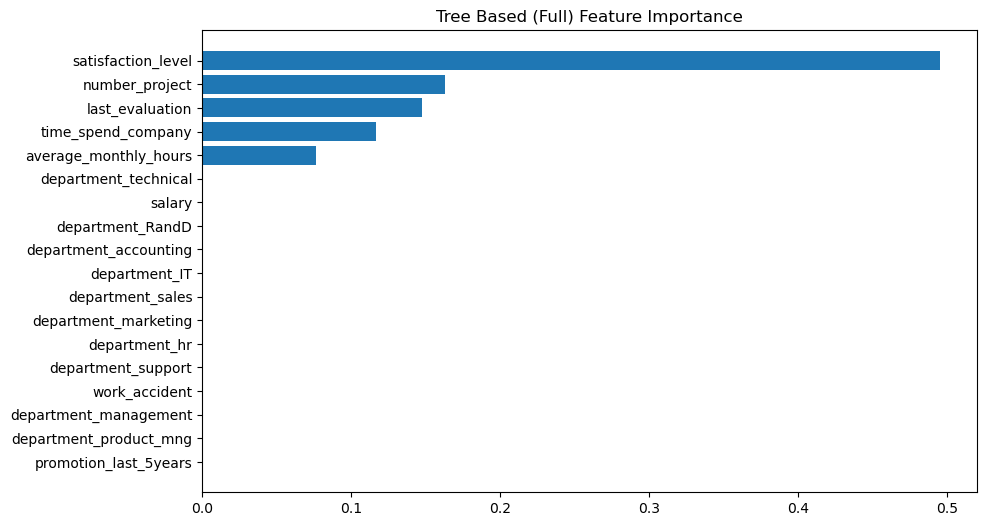 Tree Based (Full) Feature Importance
satisfaction_level
number_project
last_evaluation
time_spend_company
average_monthly_hours
department_technical
salary
department_RandD
department_accounting
department_IT
department_sales
department_marketing
department_hr
department_support
work_accident
department_management
department_product_mng
promotion_last_5years
0.0 0.1 0.2 0.3 0.4 0.5